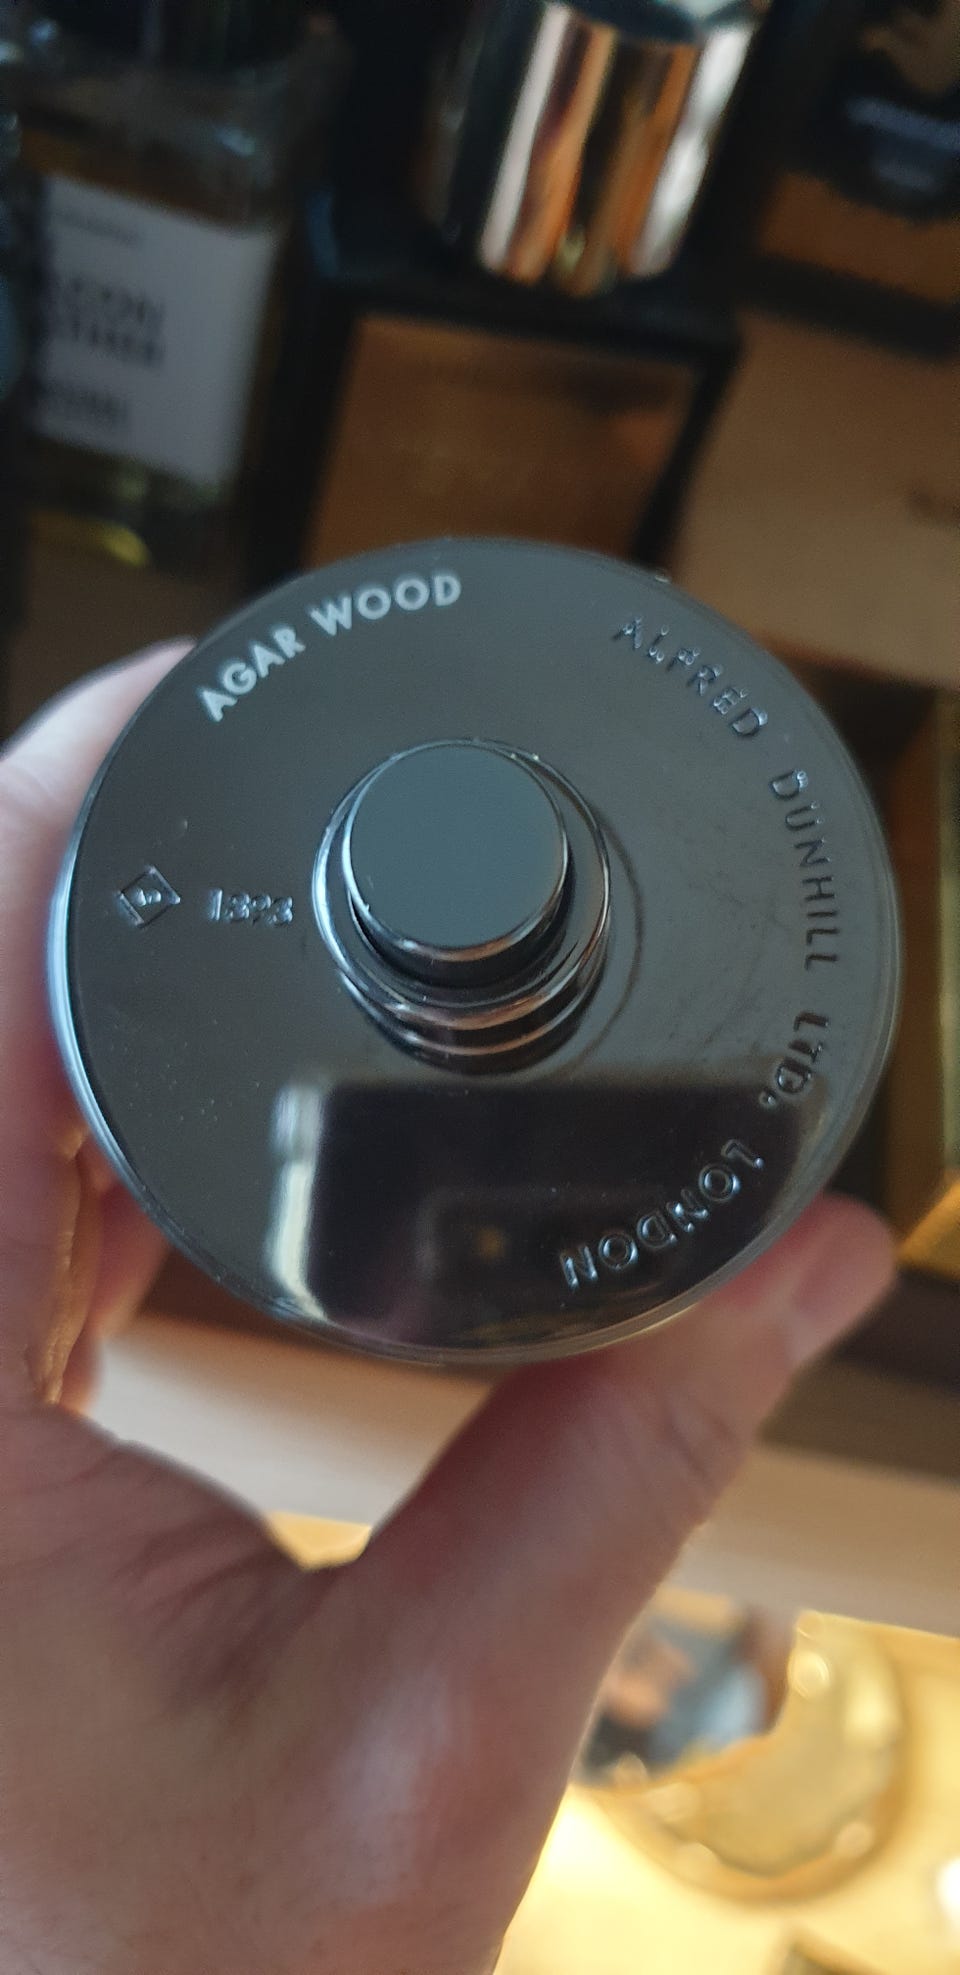 AGAR WOOD
ALFRED DUNHILL LTD, LONDON
1893